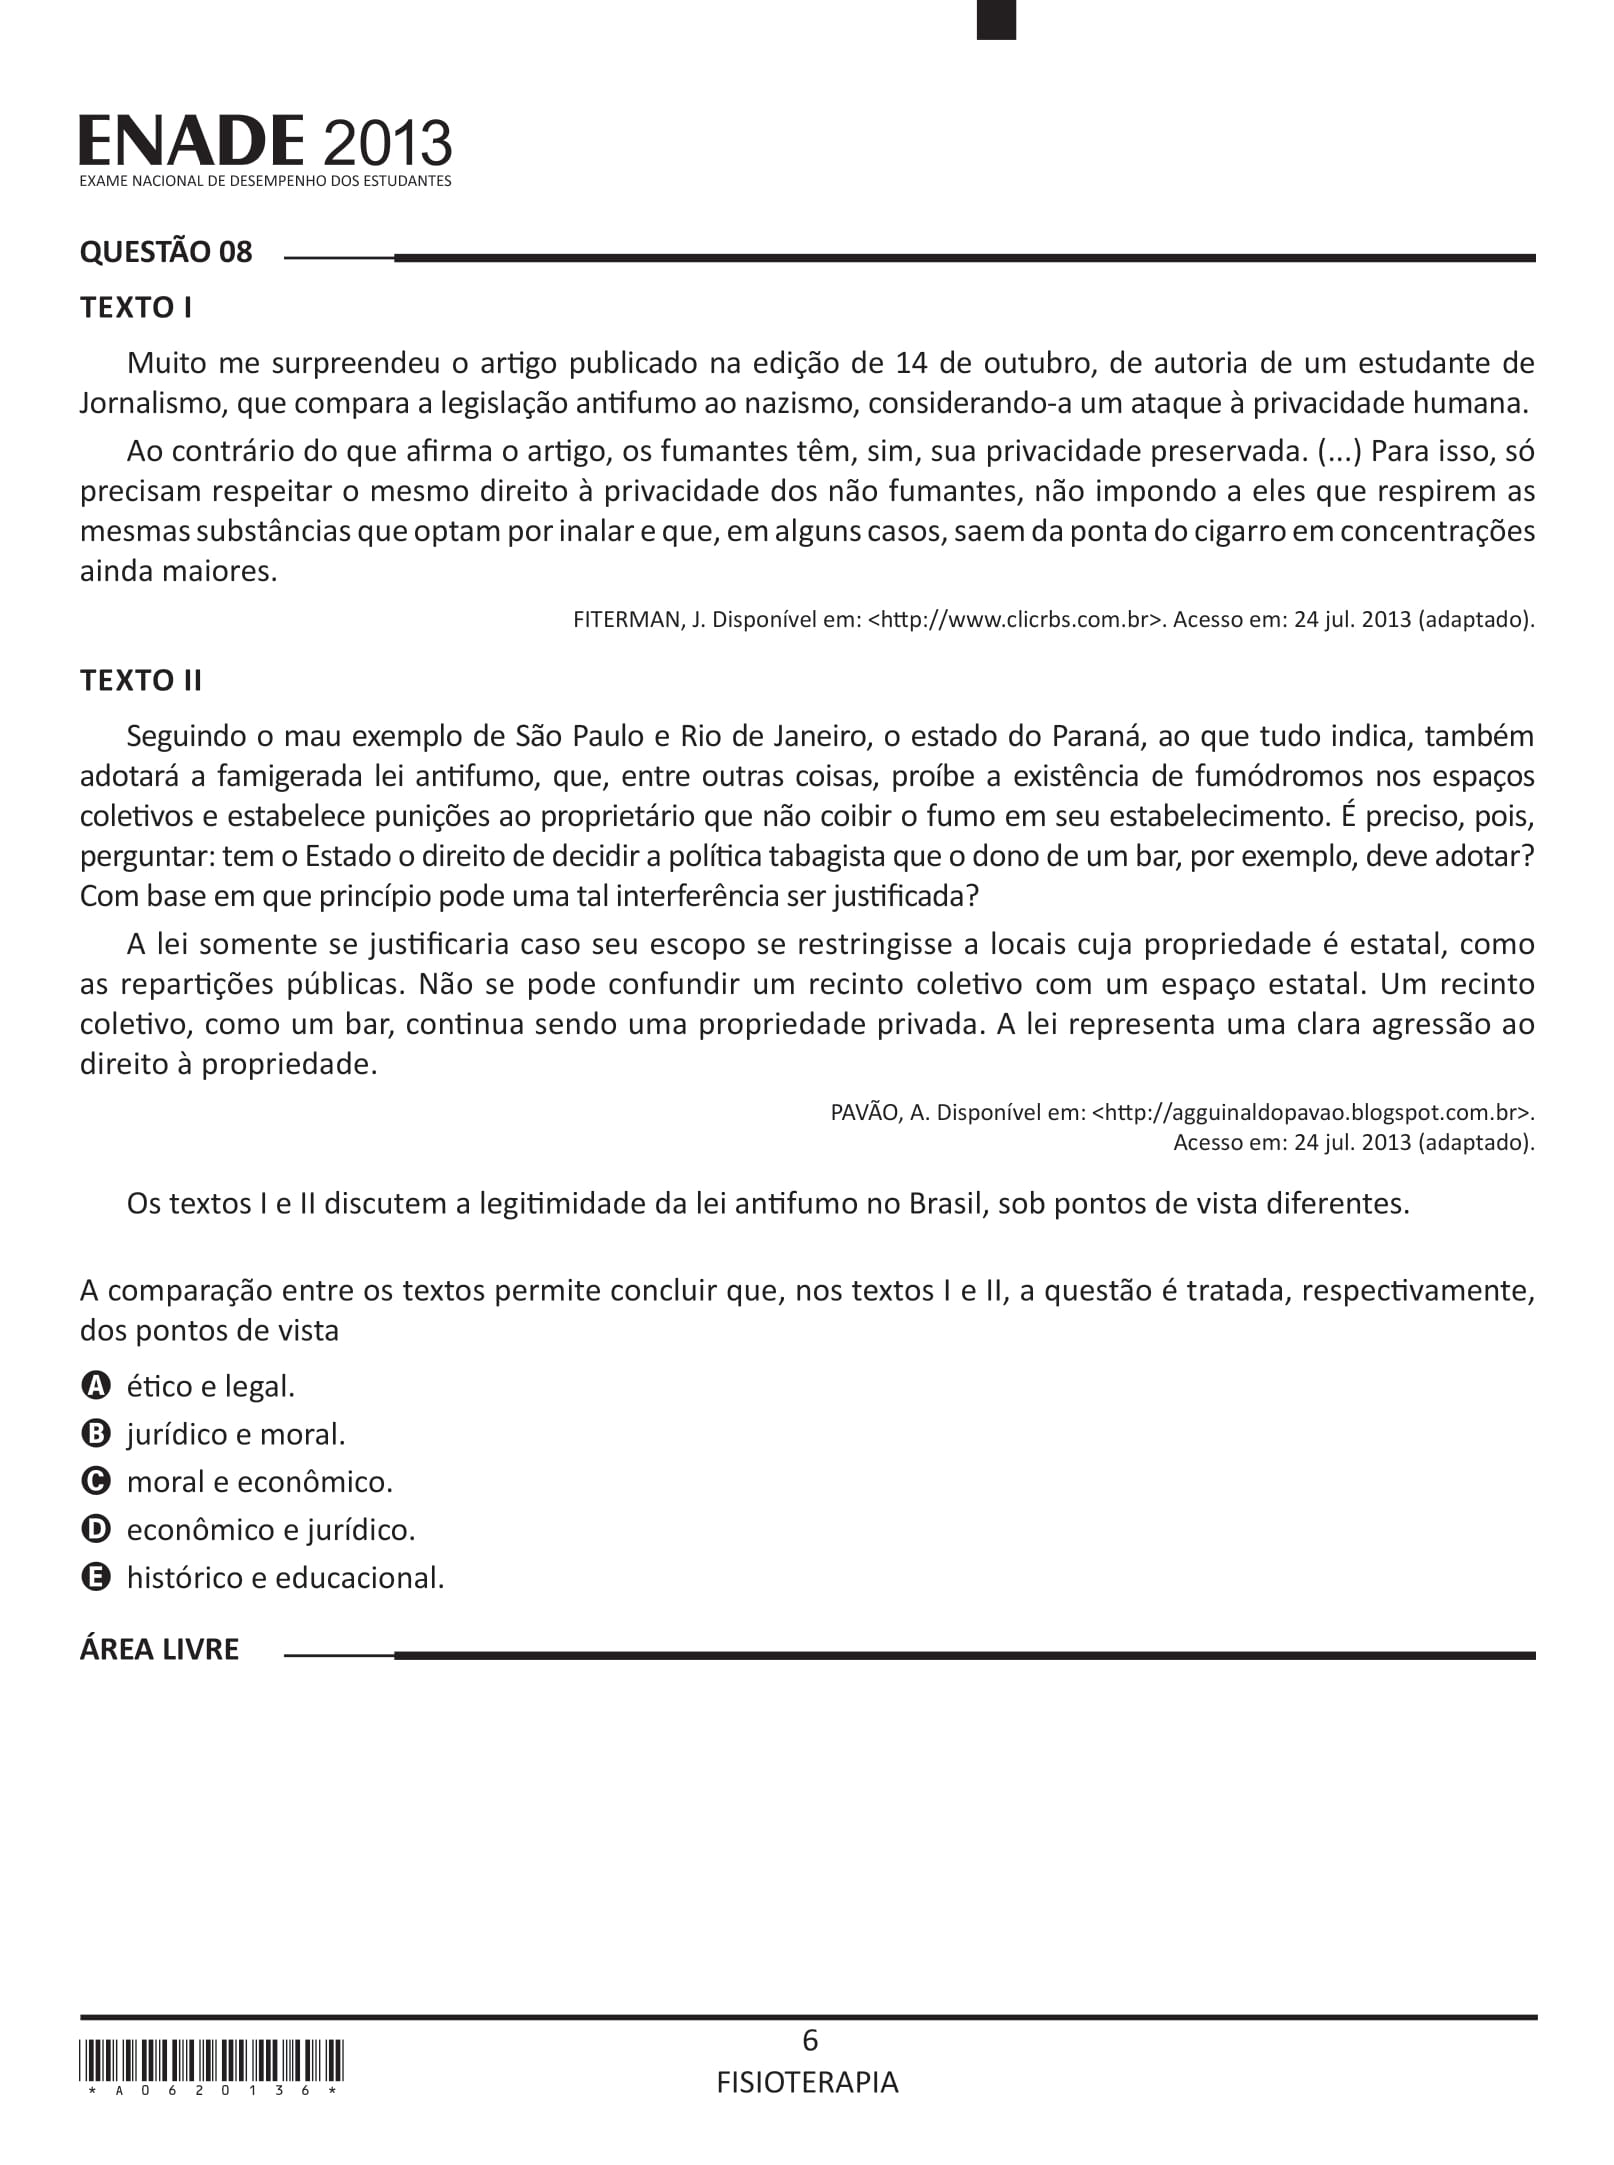 ENADE 2013
EXAME NACIONAL DE DESEMPENHO DOS ESTUDANTES
QUESTÃO 08
TEXTO I
Muito me surpreendeu o artigo publicado na edição de 14 de outubro, de autoria de um estudante de
Jornalismo, que compara a legislação antifumo ao nazismo, considerando-a um ataque à privacidade humana.
Ao contrário do que afirma o artigo, os fumantes têm, sim, sua privacidade preservada. (...) Para isso, só
precisam respeitar o mesmo direito à privacidade dos não fumantes, não impondo a eles que respirem as
mesmas substâncias que optam por inalar e que, em alguns casos, saem da ponta do cigarro em concentrações
ainda maiores.
FITERMAN, J. Disponível em: <http://www.clicrbs.com.br>. Acesso em: 24 jul. 2013 (adaptado).
TEXTO II
Seguindo o mau exemplo de São Paulo e Rio de Janeiro, o estado do Paraná, ao que tudo indica, também
adotará a famigerada lei antifumo, que, entre outras coisas, proíbe a existência de fumódromos nos espaços
coletivos e estabelece punições ao proprietário que não coibir o fumo em seu estabelecimento. É preciso, pois,
perguntar: tem o Estado o direito de decidir a política tabagista que o dono de um bar, por exemplo, deve adotar?
Com base em que princípio pode uma tal interferência ser justificada?
A lei somente se justificaria caso seu escopo se restringisse a locais cuja propriedade é estatal, como
as repartições públicas. Não se pode confundir um recinto coletivo com um espaço estatal. Um recinto
coletivo, como um bar, continua sendo uma propriedade privada. A lei representa uma clara agressão ao
direito à propriedade.
PAVÃO, A. Disponível em: <http://agguinaldopavao.blogspot.com.br>.
Acesso em: 24 jul. 2013 (adaptado).
Os textos I e II discutem a legitimidade da lei antifumo no Brasil, sob pontos de vista diferentes.
A comparação entre os textos permite concluir que, nos textos I e II, a questão é tratada, respectivamente,
dos pontos de vista
A ético e legal.
B jurídico e moral.
C moral e econômico.
D econômico e jurídico.
E histórico e educacional.
ÁREA LIVRE
6
FISIOTERAPIA
* A 0 6 2 0 1 3 6 *